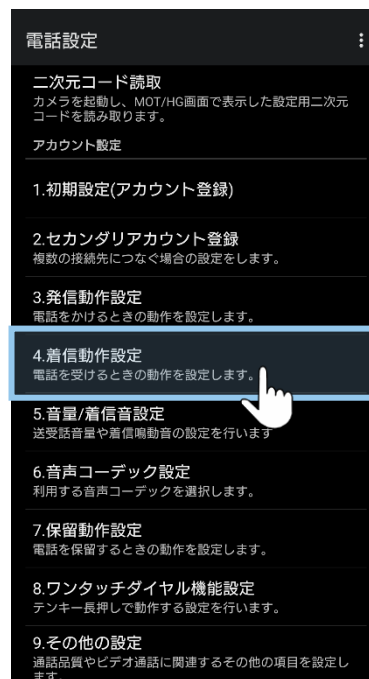 電話設定
二次元コード読取
カメラを起動し、MOT/HG画面で表示した設定用二次元
コードを読み取ります。
アカウント設定
1.初期設定(アカウント登録)
2.セカンダリアカウント登録
複数の接続先につなぐ場合の設定をします。
3.発信動作設定
電話をかけるときの動作を設定します。
4.着信動作設定
電話を受けるときの動作を設定します。
5.音量/着信音設定
送受話音量や着信鳴動音の設定を行います
6.音声コーデック設定
利用する音声コーデックを選択します。
7.保留動作設定
電話を保留するときの動作を設定します。
8.ワンタッチダイヤル機能設定
テンキー長押しで動作する設定を行います。
9.その他の設定
通話品質やビデオ通話に関連するその他の項目を設定し
ます。